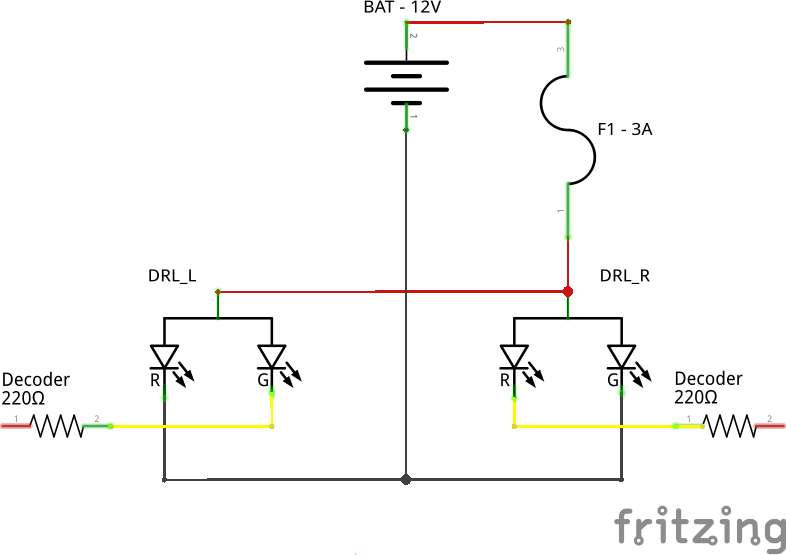 BAT - 12V
2
3
1
F1 - 3A
1
DRL_L
DRL_R
R
G
R
G
Decoder
220Ω
1
2
Decoder
220Ω
1
2
fritzing